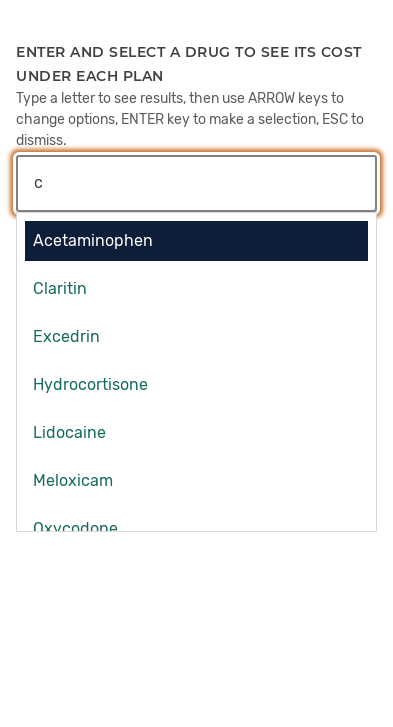 ENTER AND SELECT A DRUG TO SEE ITS COST
UNDER EACH PLAN
Type a letter to see results, then use ARROW keys to
change options, ENTER key to make a selection, ESC to
dismiss.
c
Acetaminophen
Claritin
Excedrin
Hydrocortisone
Lidocaine
Meloxicam
Oxycodone